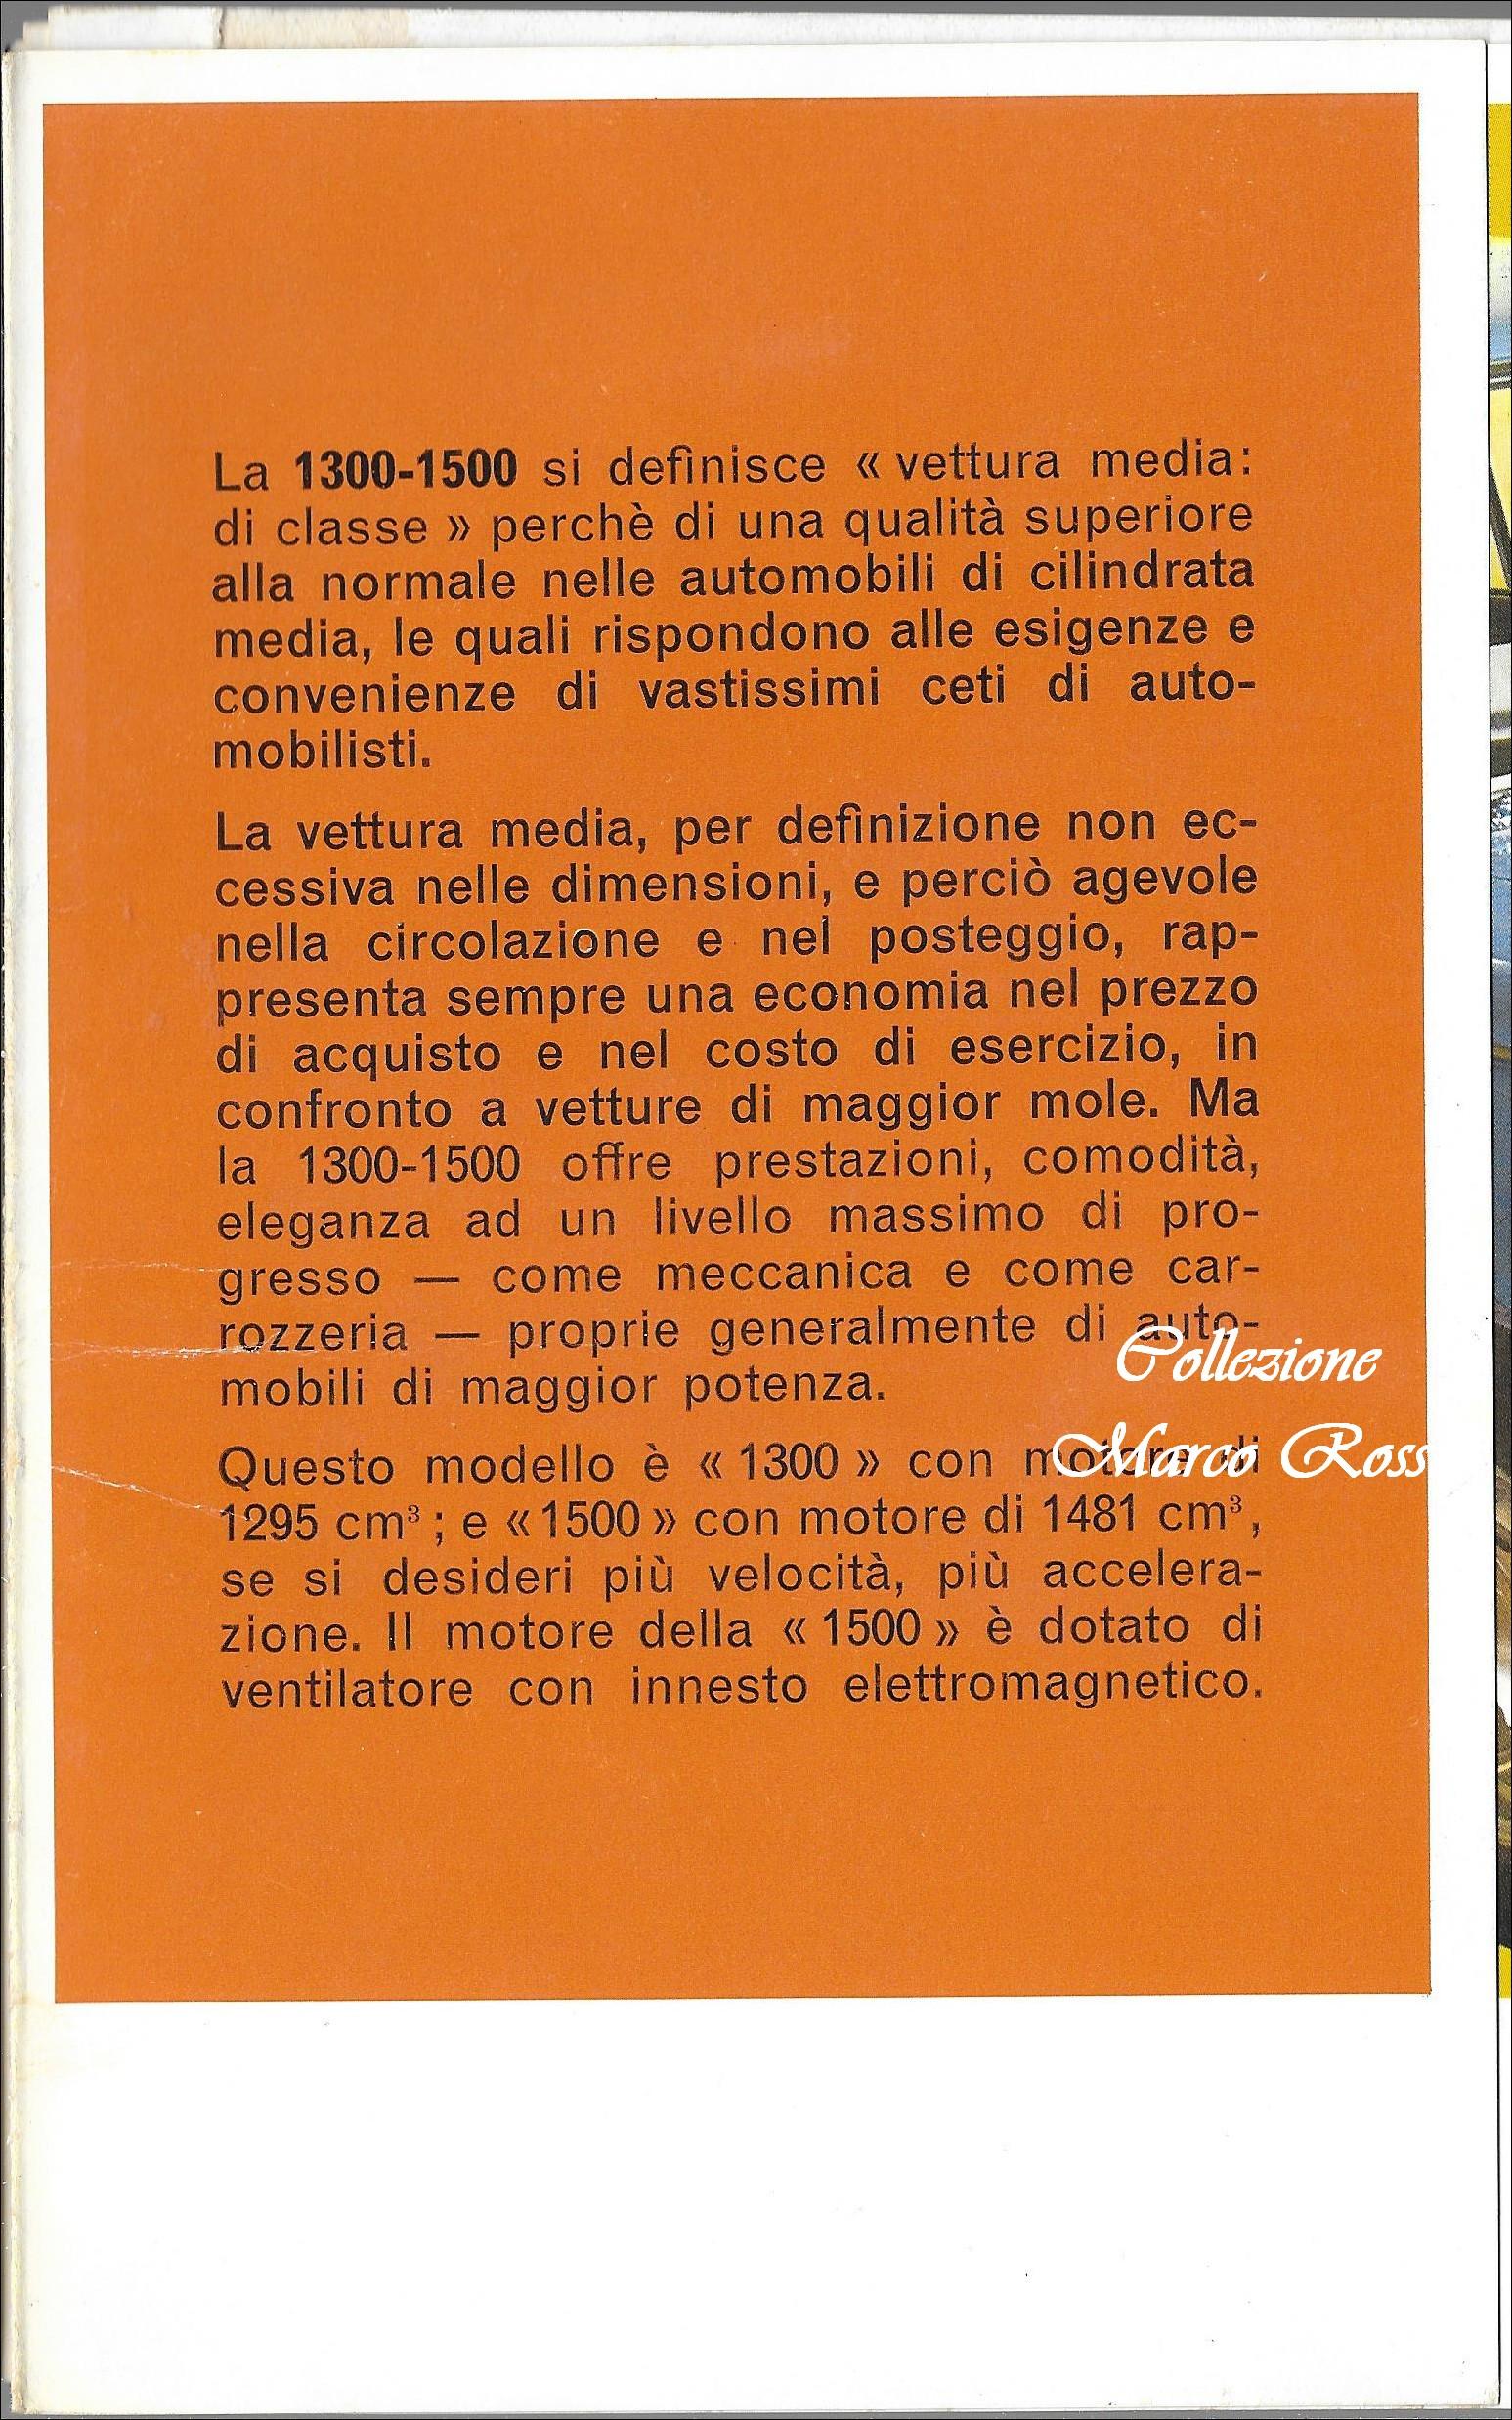 La 1300-1500 si definisce « vettura media:
di classe » perchè di una qualità superiore
alla normale nelle automobili di cilindrata
media, le quali rispondono alle esigenze e
convenienze di vastissimi ceti di auto-
mobilisti.
La vettura media, per definizione non ec-
cessiva nelle dimensioni, e perciò agevole
nella circolazione e nel posteggio, rap-
presenta sempre una economia nel prezzo
di acquisto e nel costo di esercizio, in
confronto a vetture di maggior mole. Ma
la 1300-1500 offre prestazioni, comodità,
eleganza ad un livello massimo di pro-
gresso — come meccanica e come car-
rozzeria — proprie generalmente di auto-
mobili di maggior potenza.
Questo modello è « 1300 » con motore di
1295 cm³ ; e « 1500 » con motore di 1481 cm³,
se si desideri più velocità, più accelera-
zione. Il motore della « 1500 » è dotato di
ventilatore con innesto elettromagnetico.
Collezione
Marco Ross